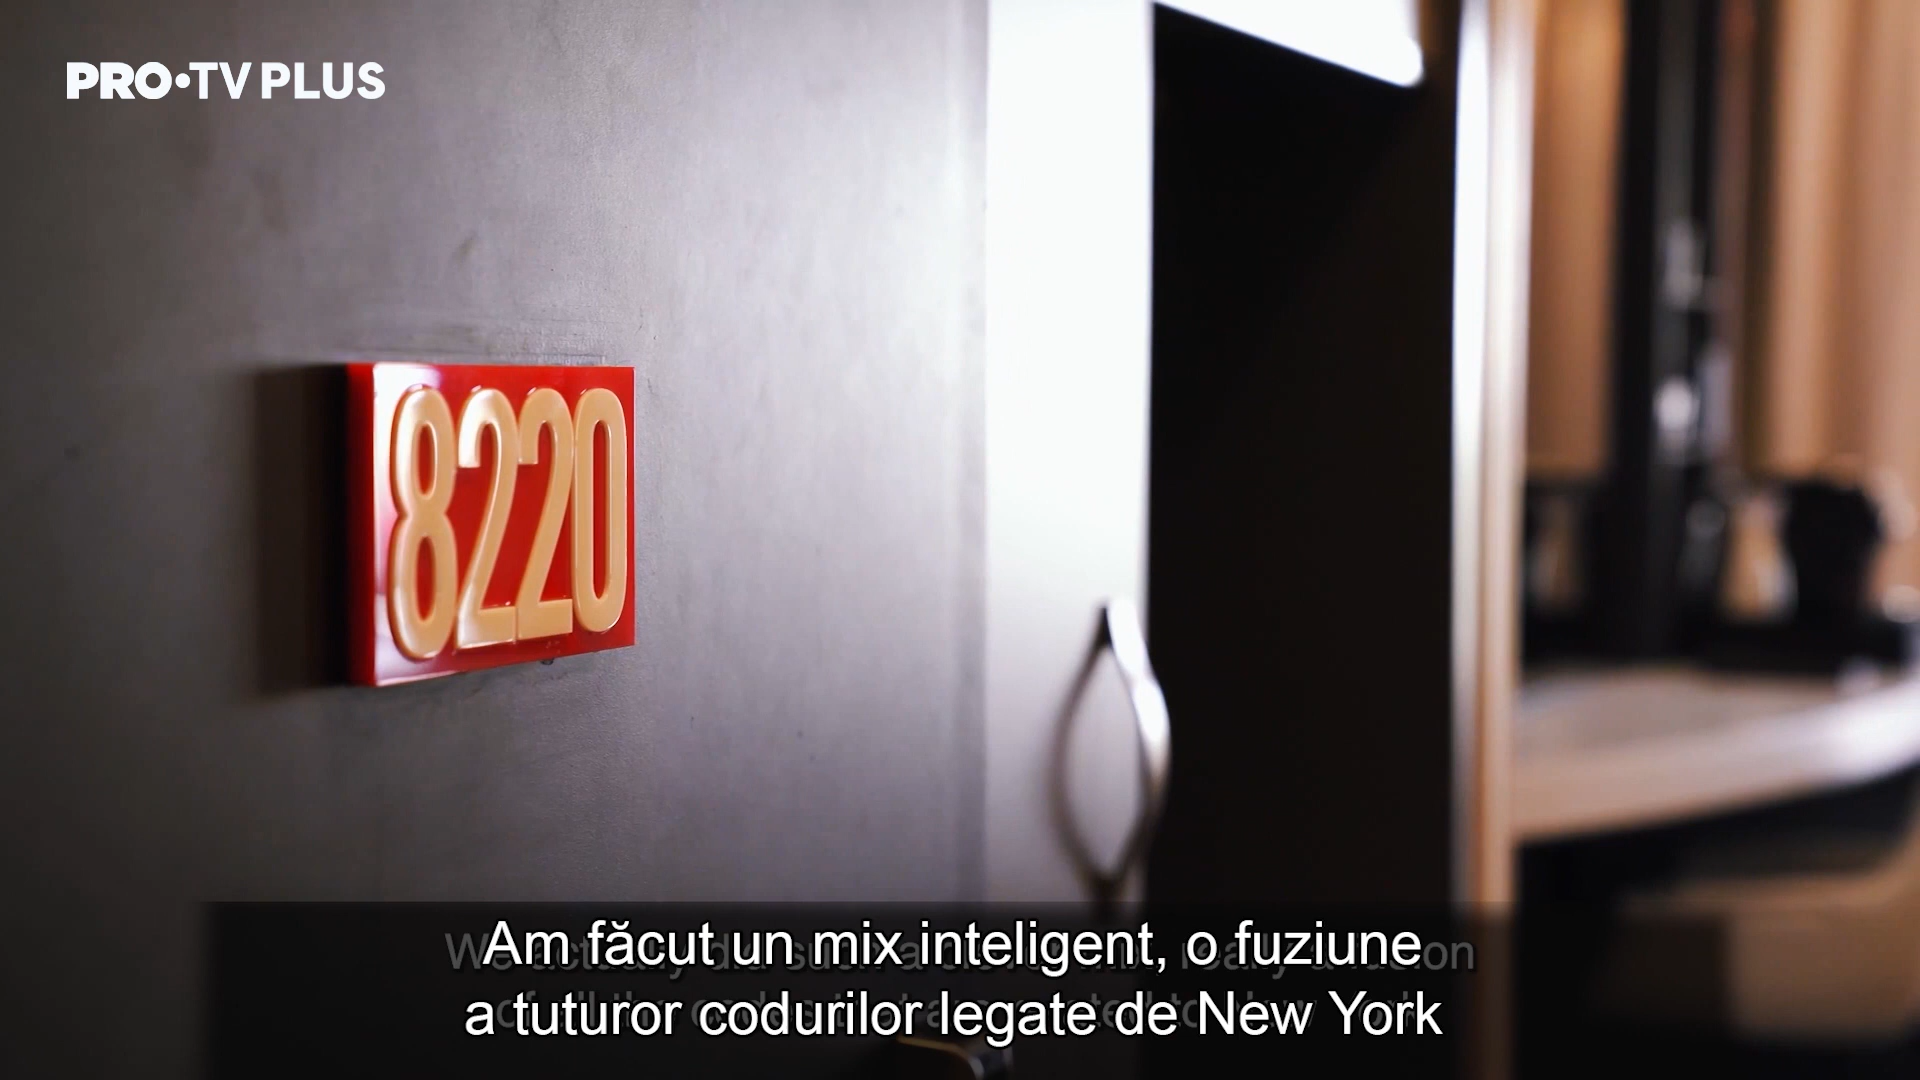 PRO•TV PLUS
8220
Am făcut un mix inteligent, o fuziune
a tuturor codurilor legate de New York